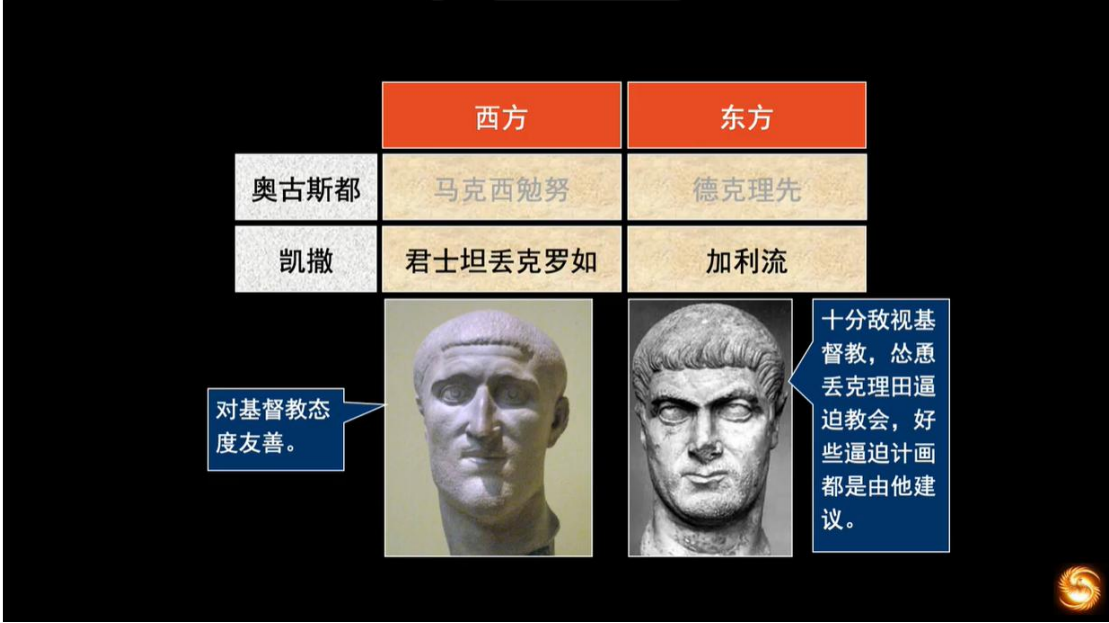 西方
东方
奥古斯都
马克西勉努
德克理先
凯撒
君士坦丢克罗如
加利流
对基督教态
度友善。
十分敌视基
督教，怂恿
丢克理田逼
迫教会，好
些逼迫计画
都是由他建
议。